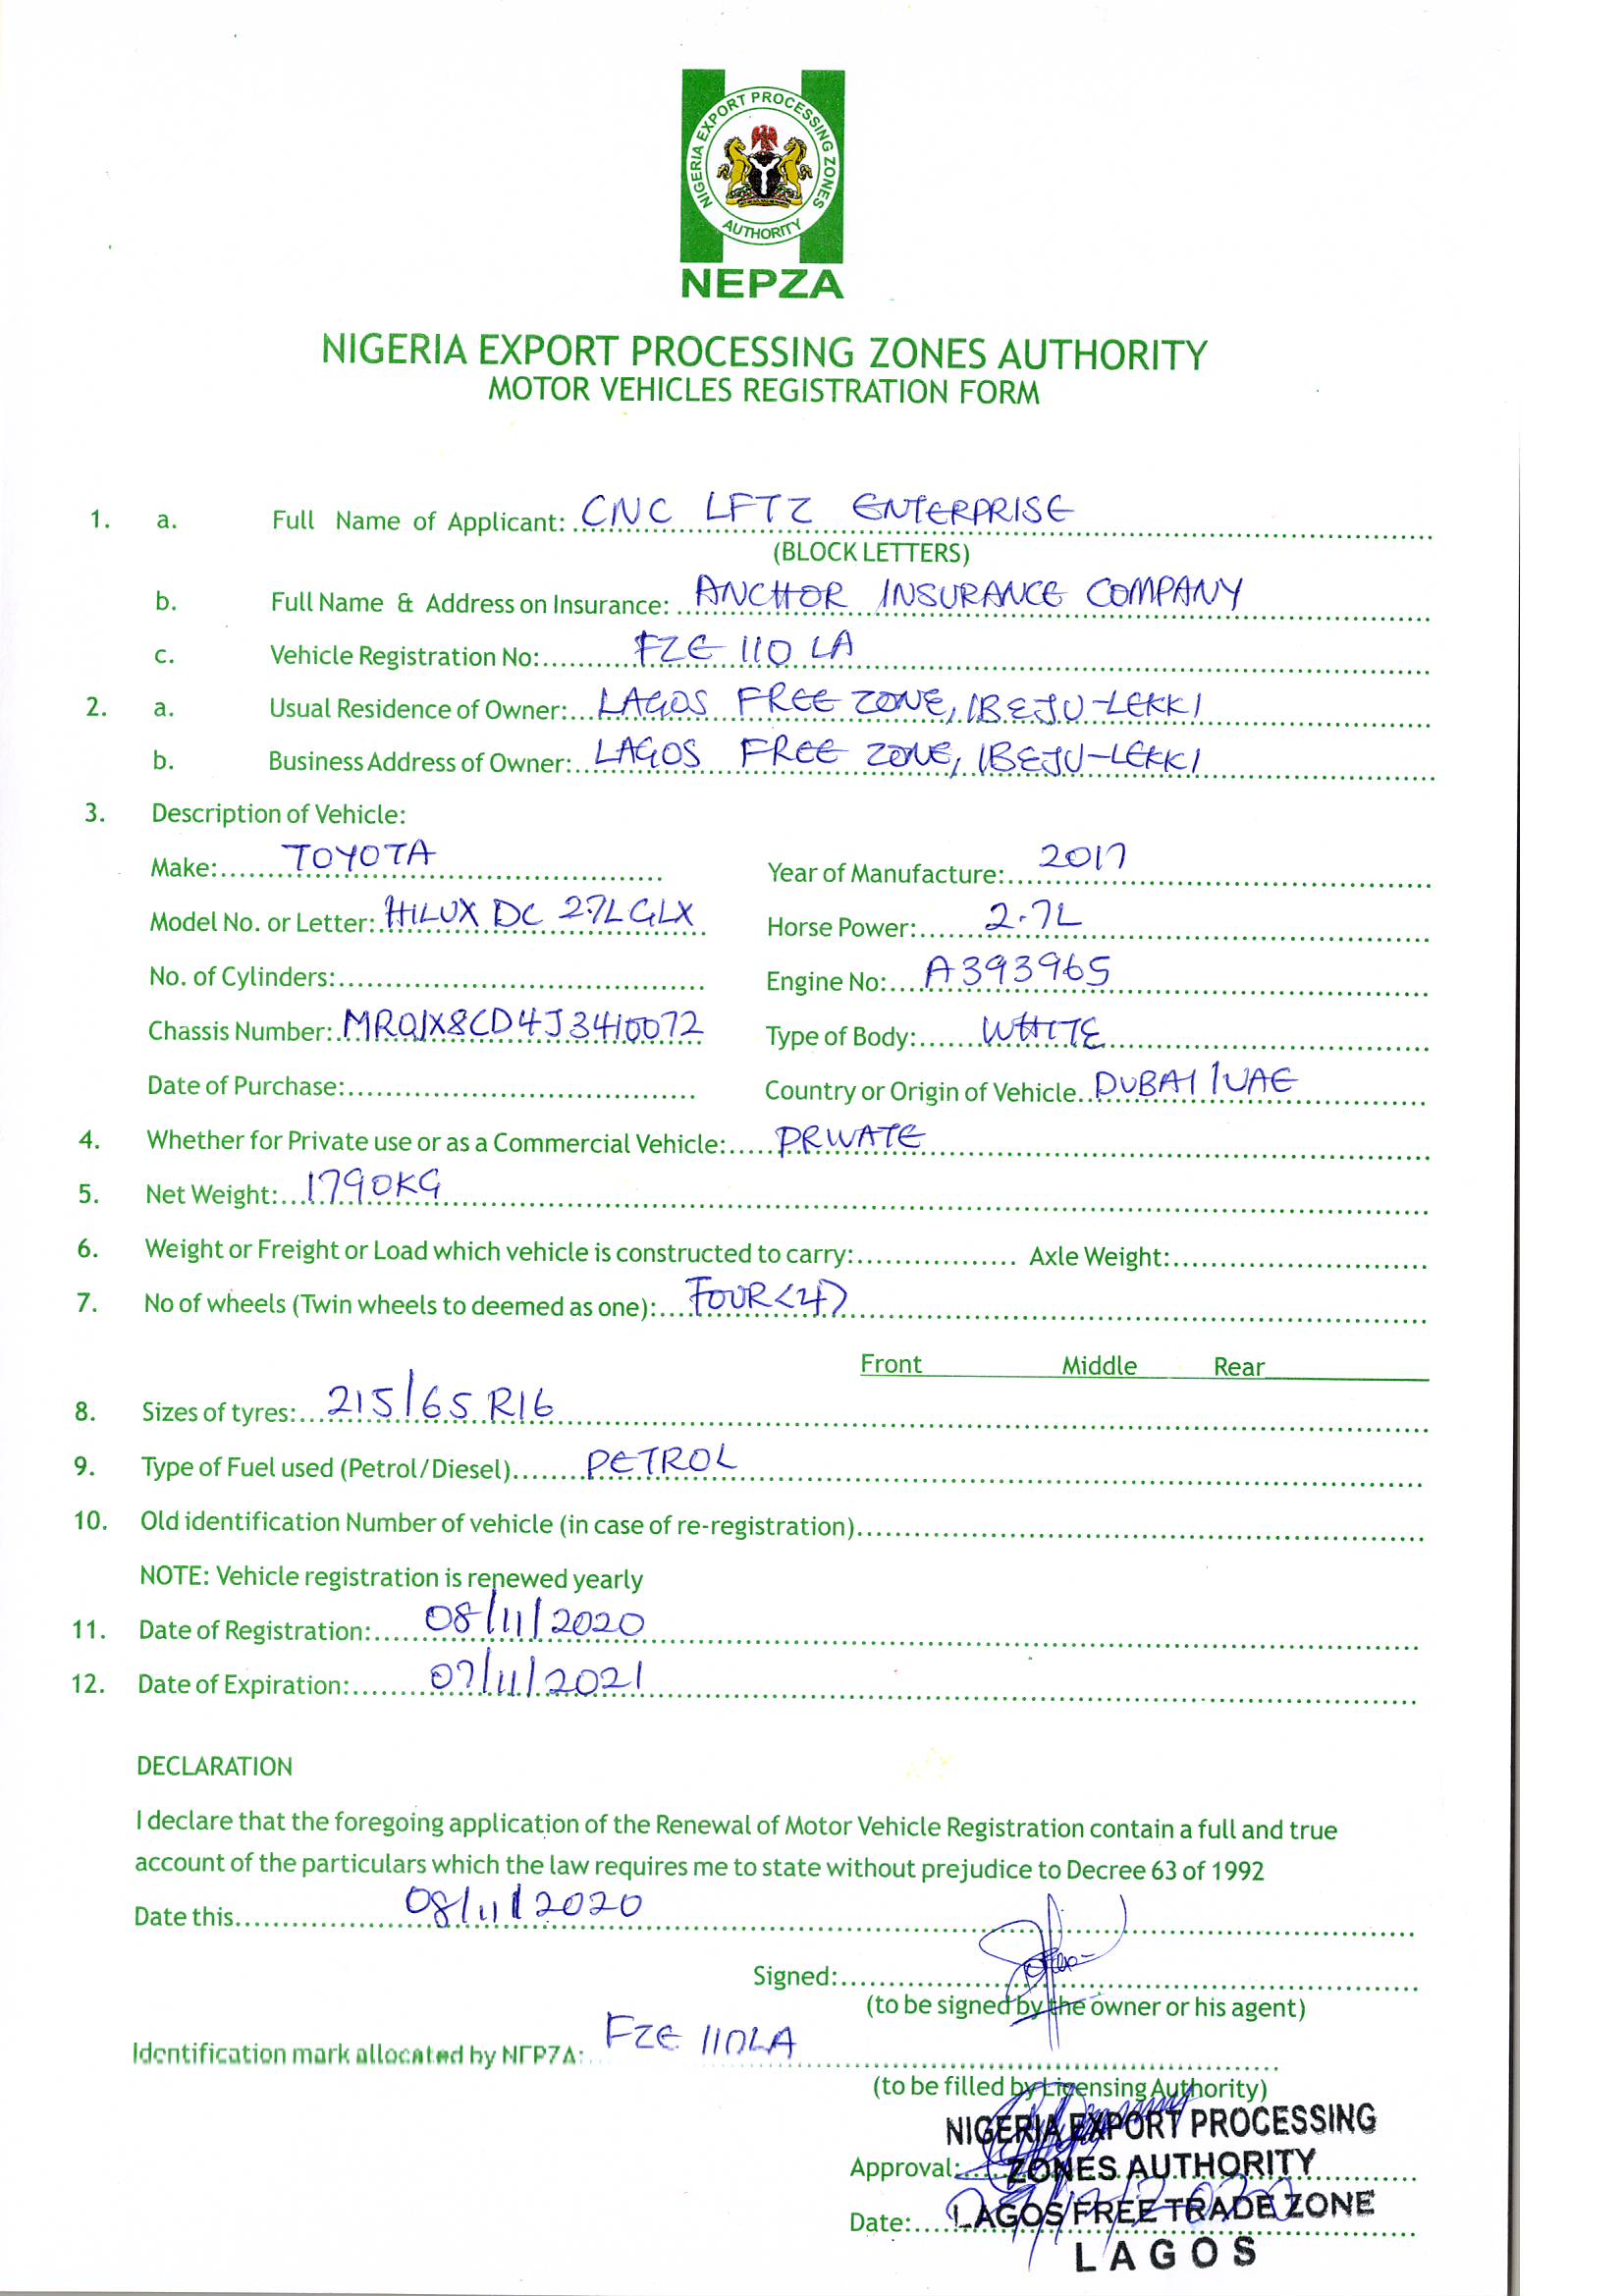 NIGERIA EXPORT PROCESSING ZONES
AUTHORITY
NEPZA
NIGERIA EXPORT PROCESSING ZONES AUTHORITY
MOTOR VEHICLES REGISTRATION FORM
1. a. Full Name of Applicant: CNC LFTZ ENTERPRISE
(BLOCK LETTERS)
b. Full Name & Address on Insurance: ANCHOR INSURANCE COMPANY
c. Vehicle Registration No: FZE 110 LA
2. a. Usual Residence of Owner: LAGOS FREE ZONE, IBEJU-LEKKI
b. Business Address of Owner: LAGOS FREE ZONE, IBEJU-LEKKI
3. Description of Vehicle:
Make: TOYOTA Year of Manufacture: 2017
Model No. or Letter: HILUX DC 2.7L GLX Horse Power: 2.7L
No. of Cylinders: Engine No: A393965
Chassis Number: MR01X8CD4J3410072 Type of Body: WHITE
Date of Purchase: Country or Origin of Vehicle DUBAI/UAE
4. Whether for Private use or as a Commercial Vehicle: PRIVATE
5. Net Weight: 1790KG
6. Weight or Freight or Load which vehicle is constructed to carry: Axle Weight:
7. No of wheels (Twin wheels to deemed as one): FOUR (4)
Front Middle Rear
8. Sizes of tyres: 215/65 R16
9. Type of Fuel used (Petrol/Diesel) PETROL
10. Old identification Number of vehicle (in case of re-registration)
NOTE: Vehicle registration is renewed yearly
11. Date of Registration: 08/11/2020
12. Date of Expiration: 07/11/2021
DECLARATION
I declare that the foregoing application of the Renewal of Motor Vehicle Registration contain a full and true
account of the particulars which the law requires me to state without prejudice to Decree 63 of 1992
Date this 08/11/2020
Signed:
(to be signed by the owner or his agent)
Identification mark allocated by NEPZA: FZE 110LA
(to be filled by Licensing Authority)
NIGERIA EXPORT PROCESSING
Approval: ZONES AUTHORITY
Date: LAGOS FREE TRADE ZONE
LAGOS